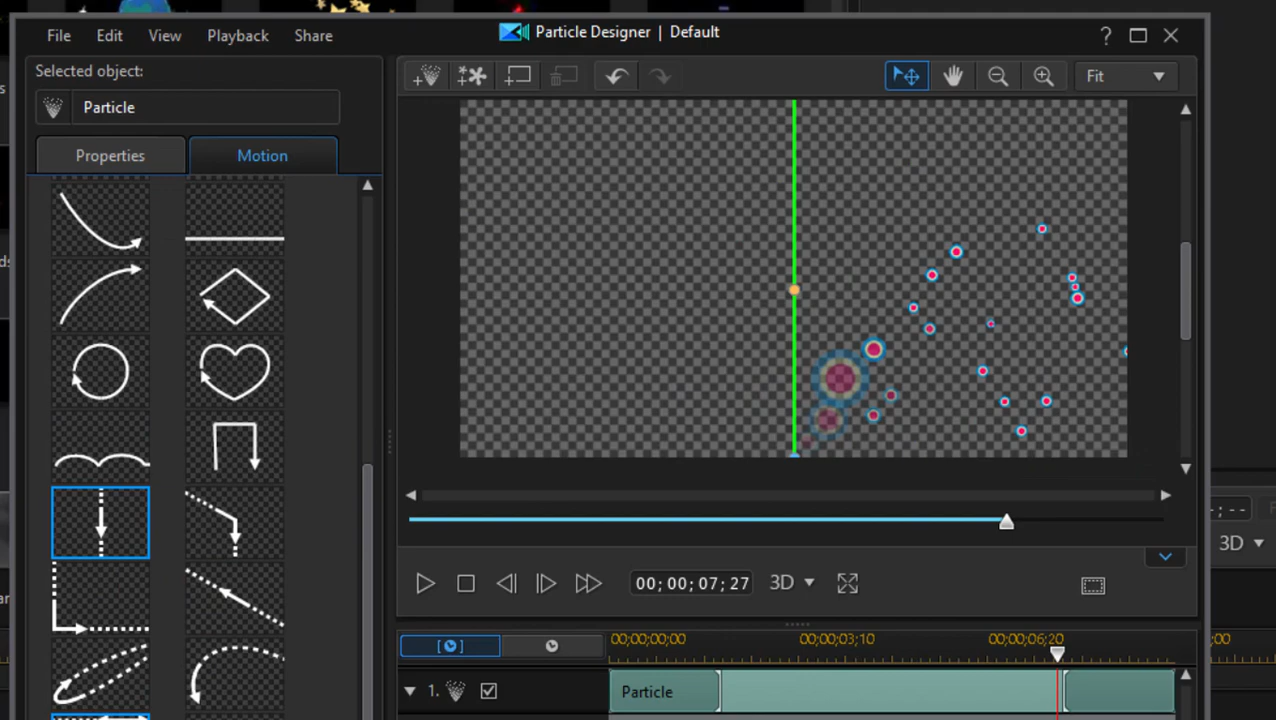 Particle Designer | Default
File Edit View Playback Share
?
Selected object:
Particle
Fit
Properties Motion
00; 00; 07; 27 3D
3D
00;00;00;00 00;00;03;10 00;00;06;20 ;00
1. Particle